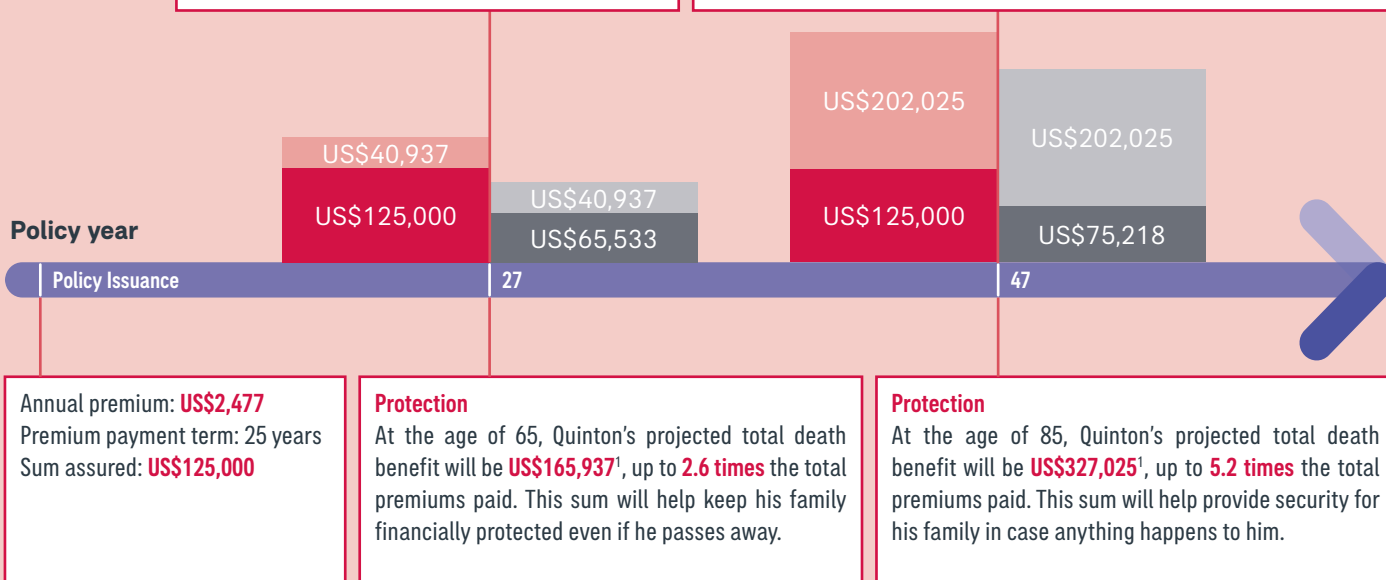 US$202,025
US$202,025
US$40,937
US$40,937
US$125,000
US$125,000
US$65,533
US$75,218
Policy year
Policy Issuance
27
47
Annual premium: US$2,477
Premium payment term: 25 years
Sum assured: US$125,000
Protection
At the age of 65, Quinton’s projected total death
benefit will be US$165,937¹, up to 2.6 times the total
premiums paid. This sum will help keep his family
financially protected even if he passes away.
Protection
At the age of 85, Quinton’s projected total death
benefit will be US$327,025¹, up to 5.2 times the total
premiums paid. This sum will help provide security for
his family in case anything happens to him.